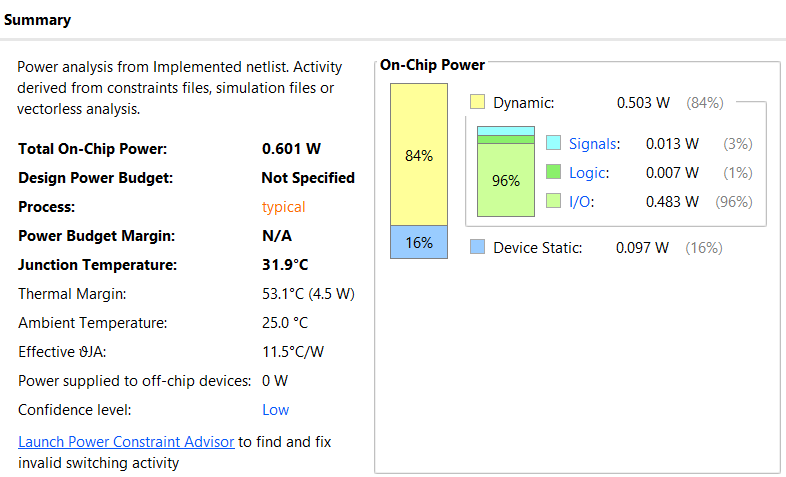 Summary
Power analysis from Implemented netlist. Activity
derived from constraints files, simulation files or
vectorless analysis.
Total On-Chip Power: 0.601 W
Design Power Budget: Not Specified
Process: typical
Power Budget Margin: N/A
Junction Temperature: 31.9°C
Thermal Margin: 53.1°C (4.5 W)
Ambient Temperature: 25.0 °C
Effective ϑJA: 11.5°C/W
Power supplied to off-chip devices: 0 W
Confidence level: Low
Launch Power Constraint Advisor to find and fix
invalid switching activity
On-Chip Power
84%
16%
Dynamic: 0.503 W (84%)
96%
Signals: 0.013 W (3%)
Logic: 0.007 W (1%)
I/O: 0.483 W (96%)
Device Static: 0.097 W (16%)